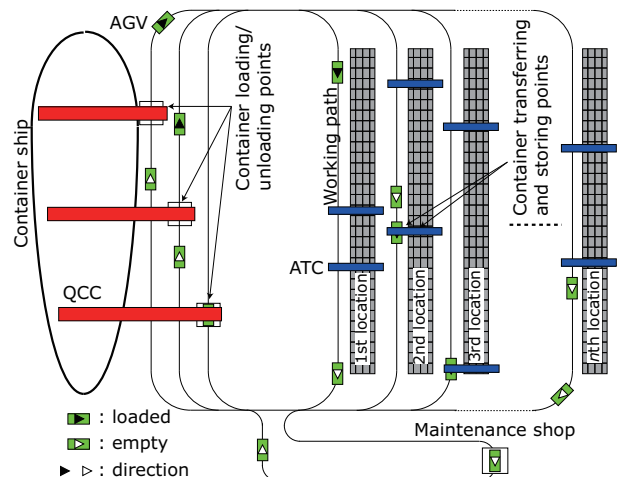 AGV
Container ship
QCC
Container loading/
unloading points
Working path
ATC
1st location
2nd location
3rd location
Container transferring
and storing points
nth location
: loaded
: empty
: direction
Maintenance shop